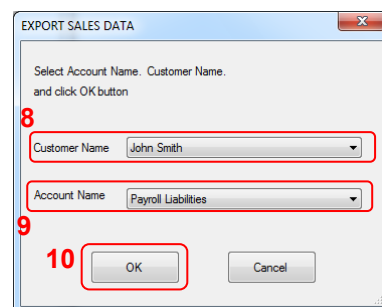 EXPORT SALES DATA
x
Select Account Name. Customer Name.
and click OK button
8
Customer Name John Smith
Account Name Payroll Liabilities
9
10 OK Cancel